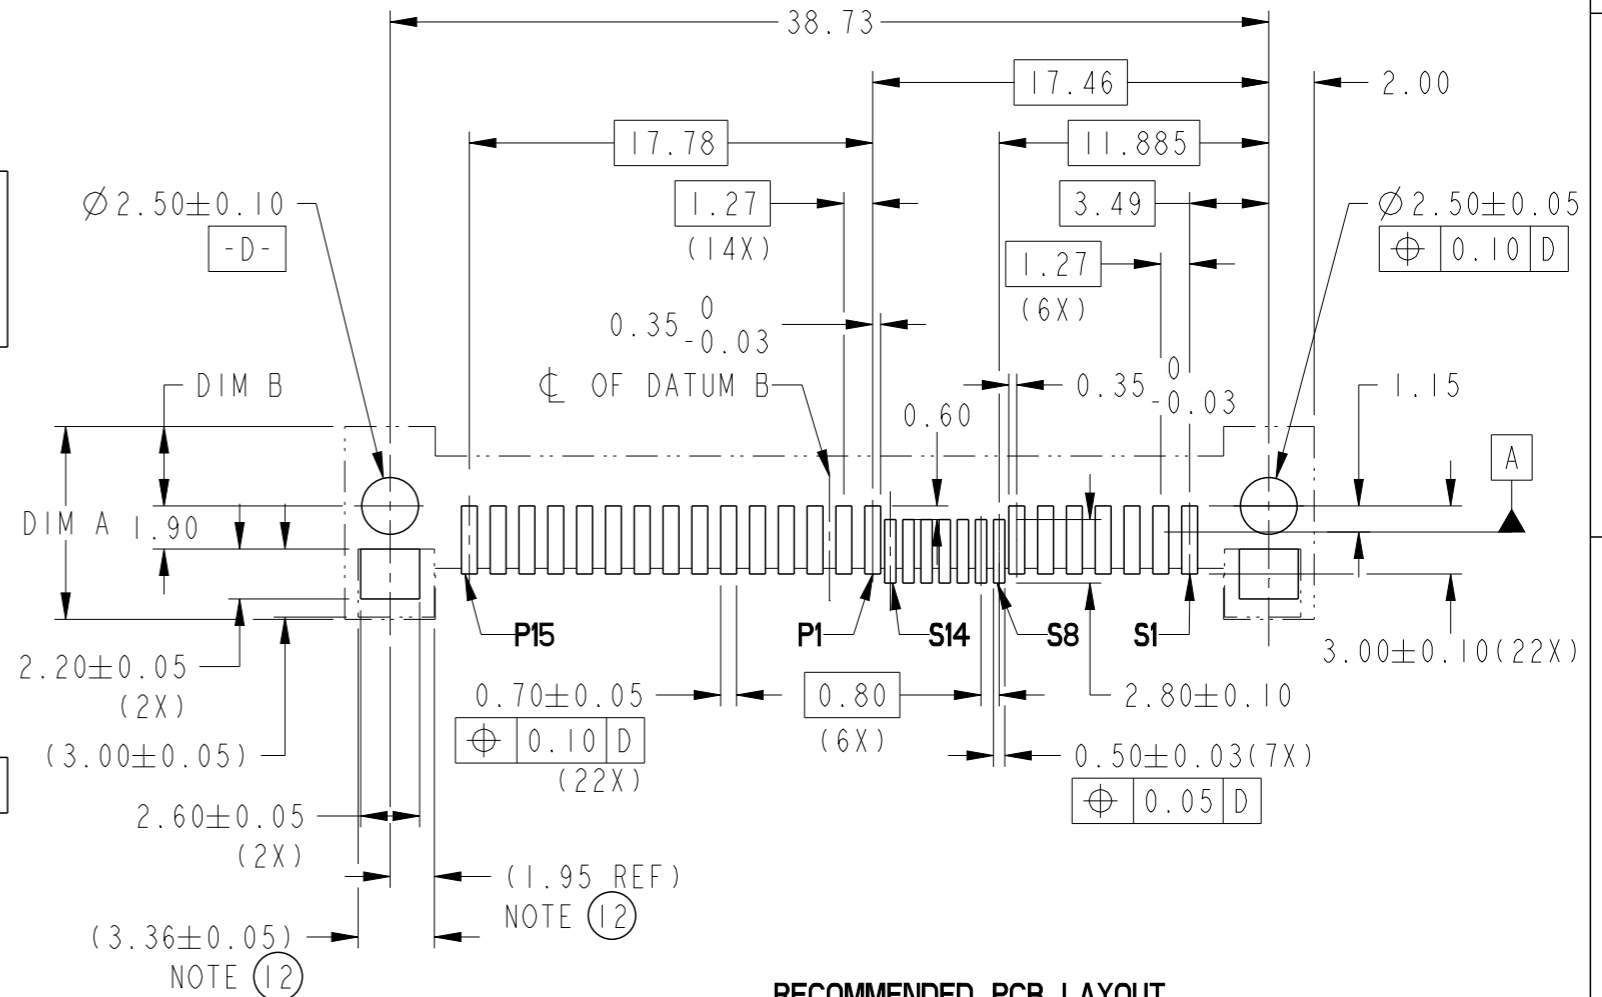 38.73
17.46
2.00
17.78
11.885
⌀2.50±0.10
-D-
1.27
(14X)
3.49
⌀2.50±0.05
⌖ 0.10 D
1.27
(6X)
0.35 0 -0.03
DIM B
℄ OF DATUM B
0.60
0.35 0 -0.03
1.15
A
DIM A
1.90
P15
P1
S14
S8
S1
3.00±0.10(22X)
2.20±0.05
(2X)
0.70±0.05
⌖ 0.10 D
(22X)
0.80
(6X)
2.80±0.10
(3.00±0.05)
0.50±0.03(7X)
⌖ 0.05 D
2.60±0.05
(2X)
(1.95 REF)
NOTE 12
(3.36±0.05)
NOTE 12
RECOMMENDED PCB LAYOUT